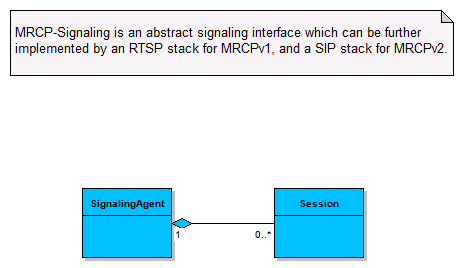 MRCP-Signaling is an abstract signaling interface which can be further
implemented by an RTSP stack for MRCPv1, and a SIP stack for MRCPv2.
SignalingAgent
Session
1
0..*